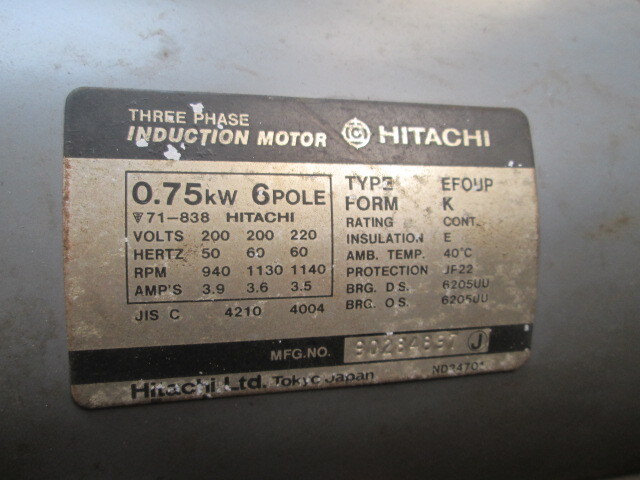 THREE PHASE
INDUCTION MOTOR HITACHI
0.75kW 6POLE
71-838 HITACHI
VOLTS 200 200 220
HERTZ 50 60 60
RPM 940 1130 1140
AMP'S 3.9 3.6 3.5
JIS C 4210 4004
TYPE EFOUP
FORM K
RATING CONT.
INSULATION E
AMB. TEMP. 40°C
PROTECTION JF22
BRG. D.S. 6205UU
BRG. O.S. 6205UU
MFG.NO. J
Hitachi Ltd. Tokyo Japan